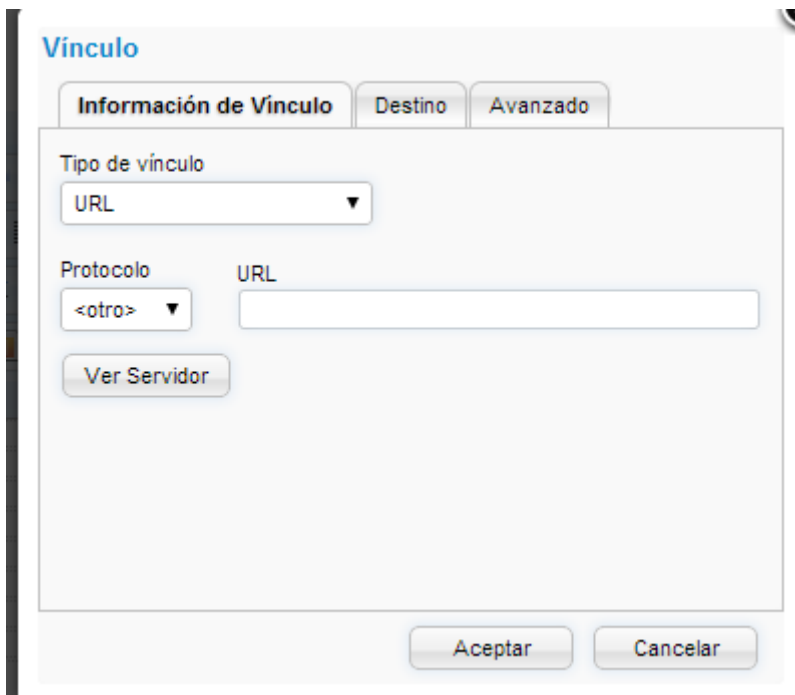 Vínculo
Información de Vínculo Destino Avanzado
Tipo de vínculo
URL
Protocolo URL
<otro>
Ver Servidor
Aceptar Cancelar